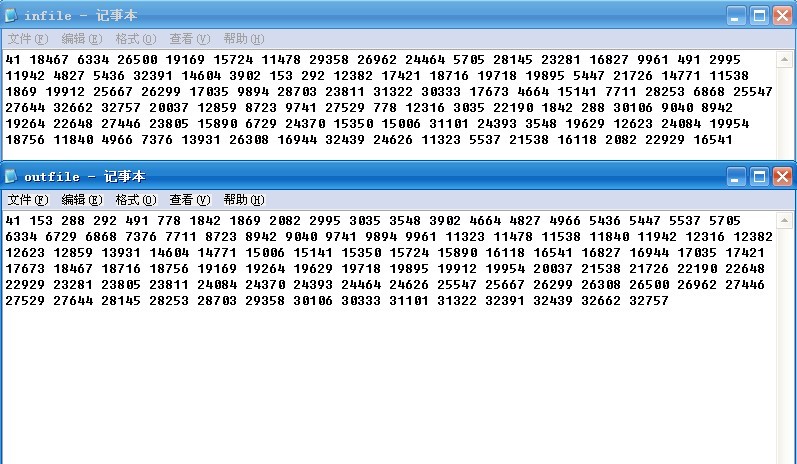 infile - 记事本
文件(F) 编辑(E) 格式(O) 查看(V) 帮助(H)
41 18467 6334 26500 19169 15724 11478 29358 26962 24464 5705 28145 23281 16827 9961 491 2995
11942 4827 5436 32391 14604 3902 153 292 12382 17421 18716 19718 19895 5447 21726 14771 11538
1869 19912 25667 26299 17035 9894 28703 23811 31322 30333 17673 4664 15141 7711 28253 6868 25547
27644 32662 32757 20037 12859 8723 9741 27529 778 12316 3035 22190 1842 288 30106 9040 8942
19264 22648 27446 23805 15890 6729 24370 15350 15006 31101 24393 3548 19629 12623 24084 19954
18756 11840 4966 7376 13931 26308 16944 32439 24626 11323 5537 21538 16118 2082 22929 16541
outfile - 记事本
文件(F) 编辑(E) 格式(O) 查看(V) 帮助(H)
41 153 288 292 491 778 1842 1869 2082 2995 3035 3548 3902 4664 4827 4966 5436 5447 5537 5705
6334 6729 6868 7376 7711 8723 8942 9040 9741 9894 9961 11323 11478 11538 11840 11942 12316 12382
12623 12859 13931 14604 14771 15006 15141 15350 15724 15890 16118 16541 16827 16944 17035 17421
17673 18467 18716 18756 19169 19264 19629 19718 19895 19912 19954 20037 21538 21726 22190 22648
22929 23281 23805 23811 24084 24370 24393 24464 24626 25547 25667 26299 26308 26500 26962 27446
27529 27644 28145 28253 28703 29358 30106 30333 31101 31322 32391 32439 32662 32757